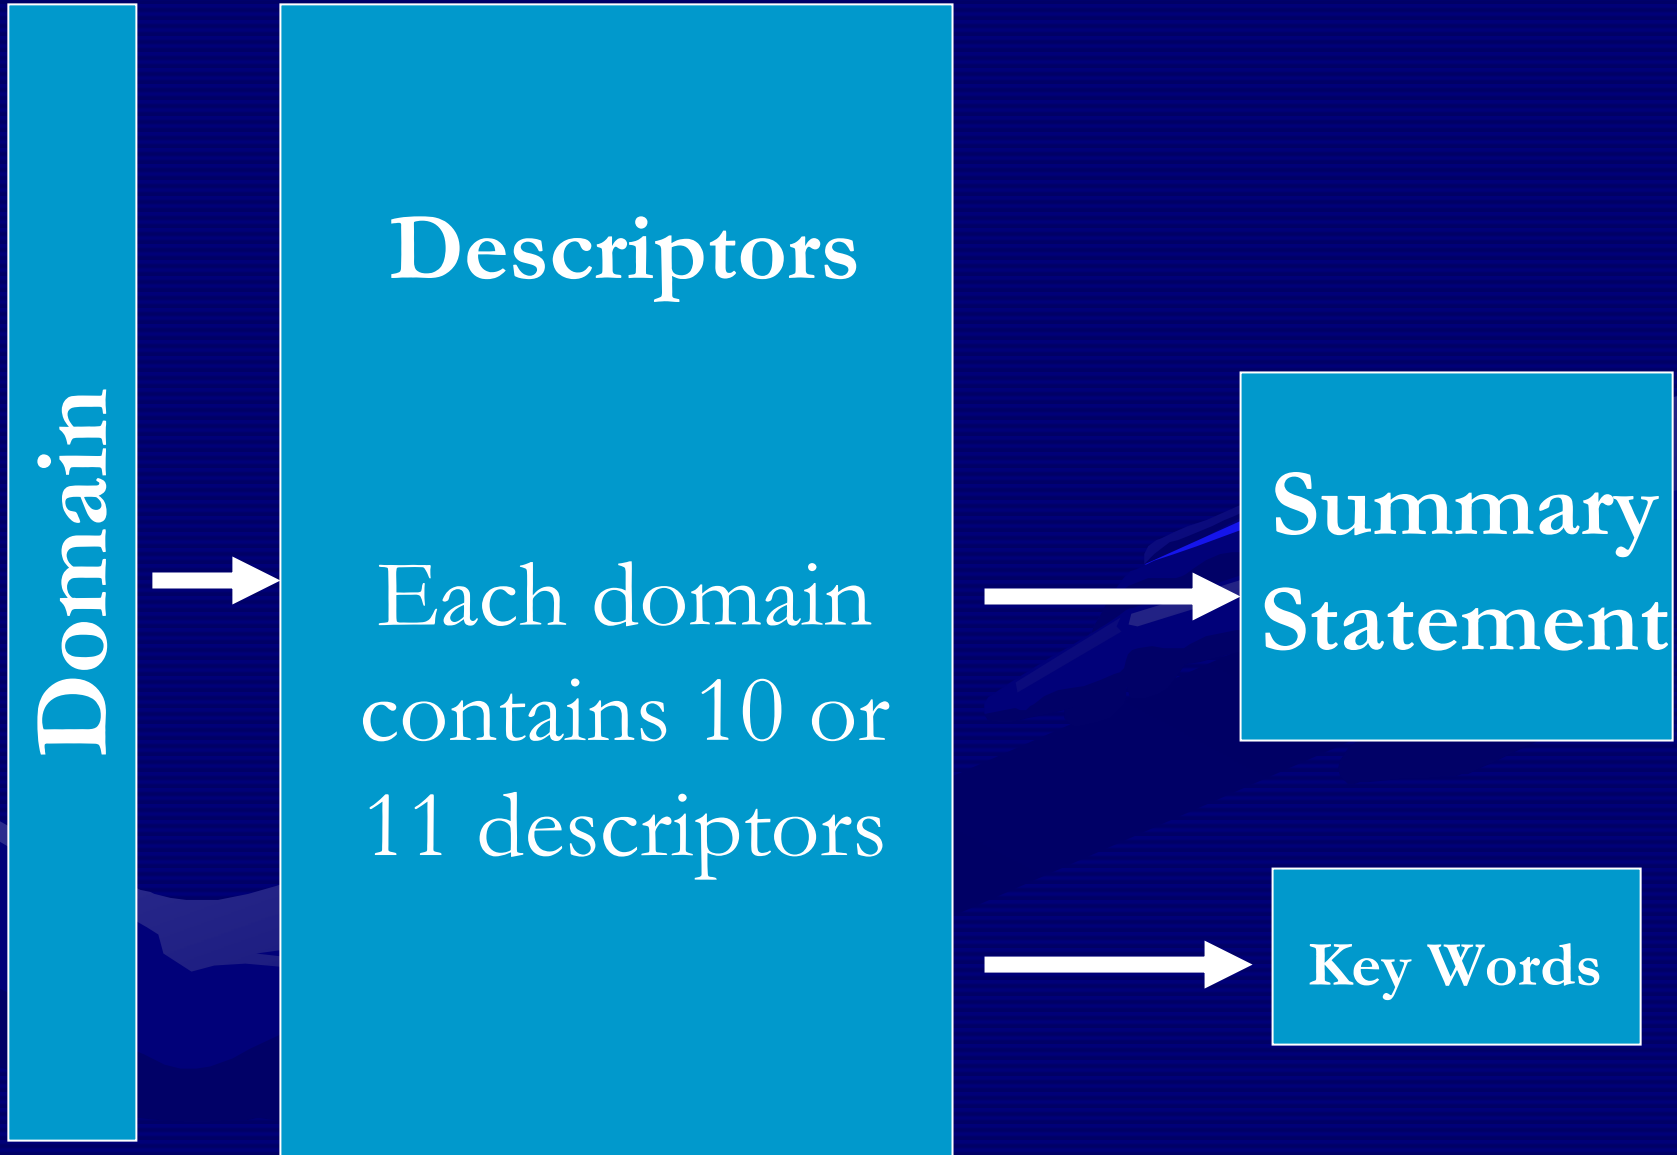 Domain
Descriptors
Each domain
contains 10 or
11 descriptors
Summary
Statement
Key Words